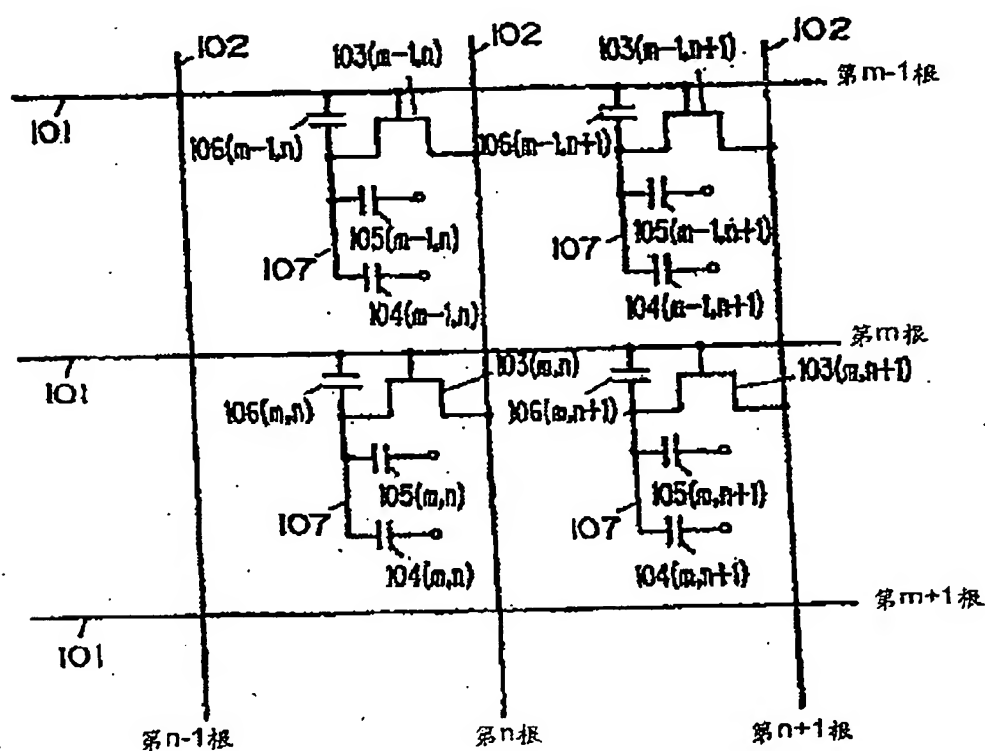 102
102
102
103(m-1,n)
103(m-1,n+1)
第m-1根
101
106(m-1,n)
106(m-1,n+1)
105(m-1,n)
105(m-1,n+1)
107
107
104(m-1,n)
104(m-1,n+1)
第m根
101
103(m,n)
103(m,n+1)
106(m,n)
106(m,n+1)
105(m,n)
105(m,n+1)
107
107
104(m,n)
104(m,n+1)
第m+1根
101
第n-1根
第n根
第n+1根